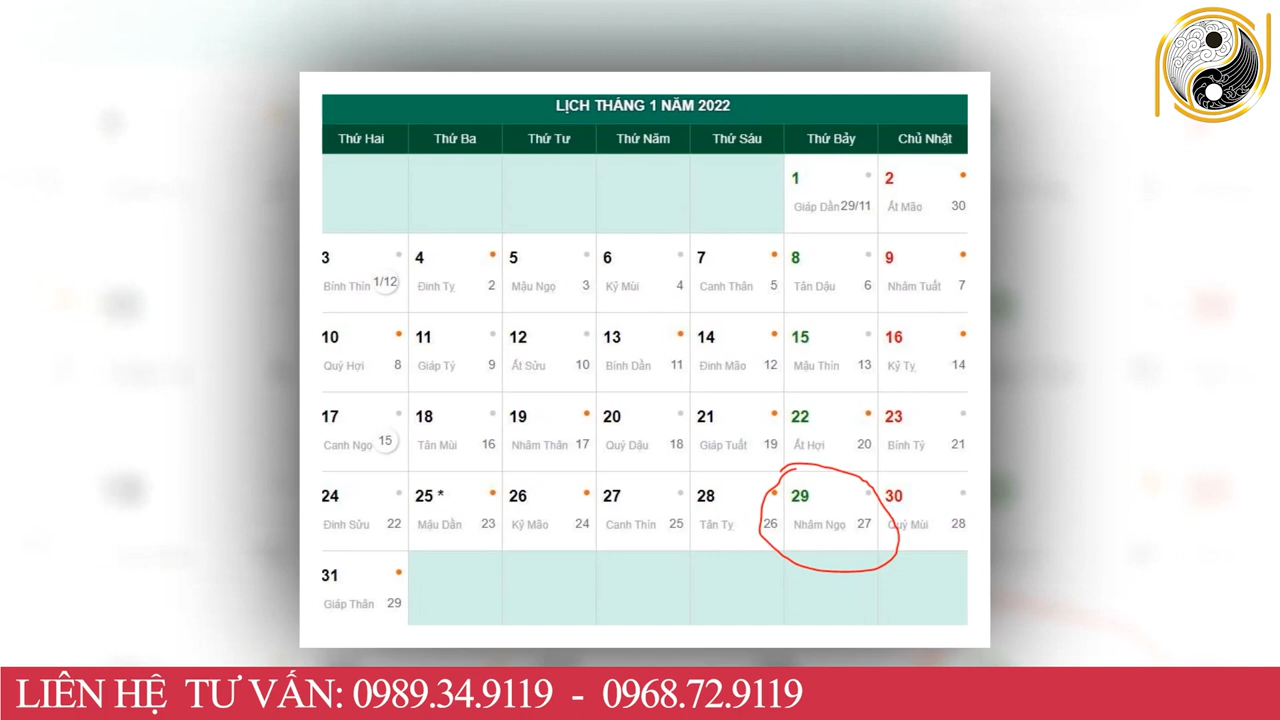 LỊCH THÁNG 1 NĂM 2022
Thứ Hai Thứ Ba Thứ Tư Thứ Năm Thứ Sáu Thứ Bảy Chủ Nhật
1 2
Giáp Dần 29/11 Ất Mão 30
3 4 5 6 7 8 9
Bính Thìn 1/12 Đinh Tỵ 2 Mậu Ngọ 3 Kỷ Mùi 4 Canh Thân 5 Tân Dậu 6 Nhâm Tuất 7
10 11 12 13 14 15 16
Quý Hợi 8 Giáp Tý 9 Ất Sửu 10 Bính Dần 11 Đinh Mão 12 Mậu Thìn 13 Kỷ Tỵ 14
17 18 19 20 21 22 23
Canh Ngọ 15 Tân Mùi 16 Nhâm Thân 17 Quý Dậu 18 Giáp Tuất 19 Ất Hợi 20 Bính Tý 21
24 25 * 26 27 28 29 30
Đinh Sửu 22 Mậu Dần 23 Kỷ Mão 24 Canh Thìn 25 Tân Tỵ 26 Nhâm Ngọ 27 Quý Mùi 28
31
Giáp Thân 29
LIÊN HỆ TƯ VẤN: 0989.34.9119 - 0968.72.9119